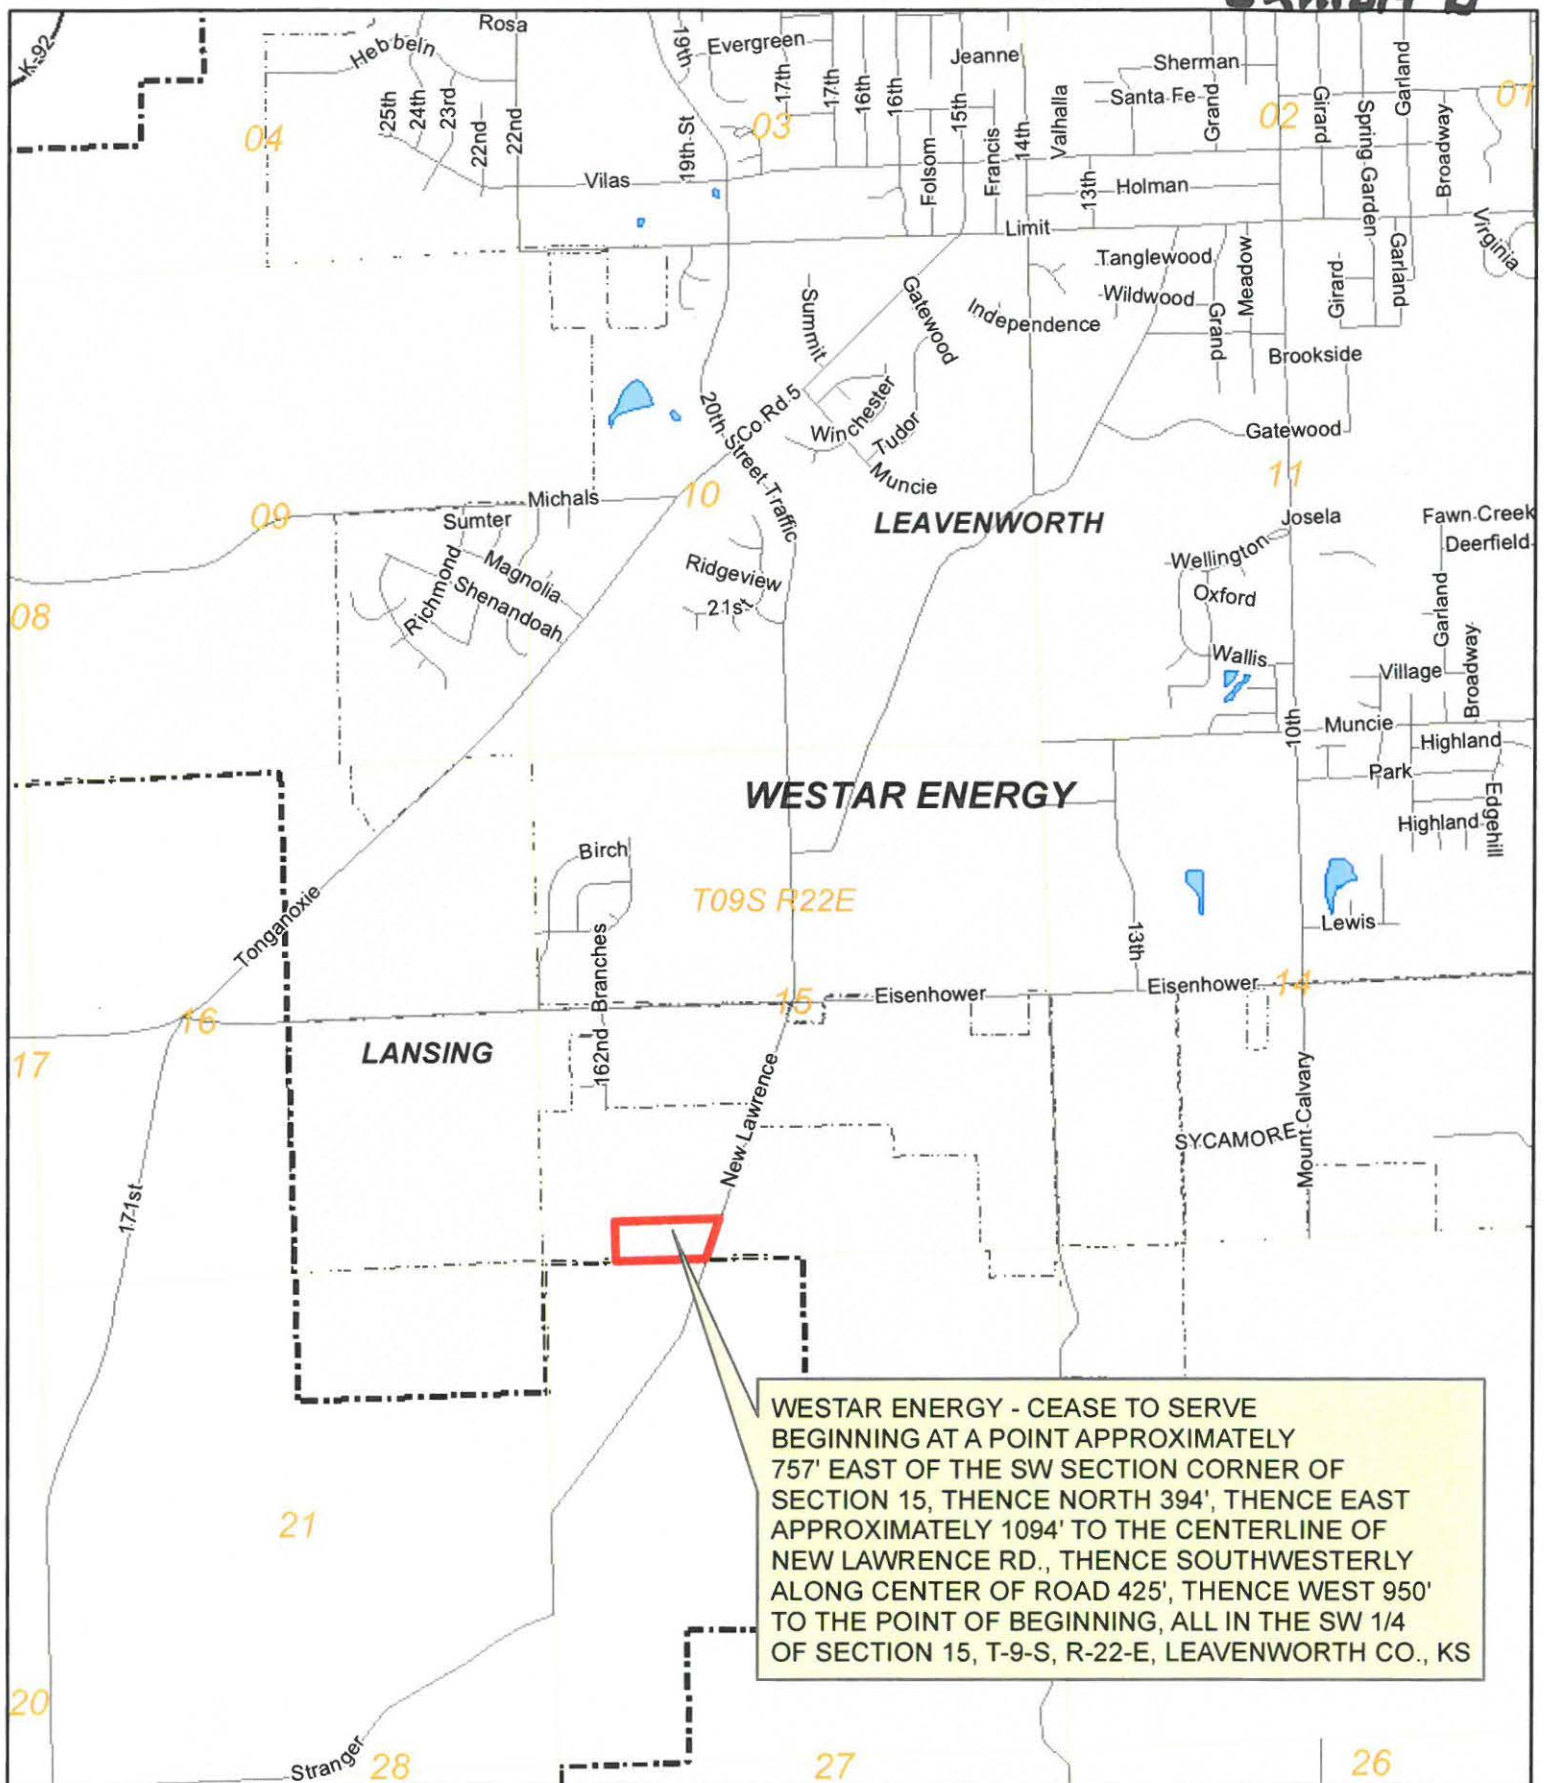 Exhibit B
K-92
Rosa
Hebbeln
25th
24th
23rd
22nd
22nd
19th
19th St
Evergreen
17th
17th
16th
16th
15th
Jeanne
14th
Valhalla
Sherman
Santa Fe
Grand
Girard
Spring Garden
Garland
Broadway
04
03
02
01
Vilas
Folsom
Francis
13th
Holman
Limit
Virginia
Tanglewood
Wildwood
Grand
Meadow
Girard
Garland
Summit
Gatewood
Independence
Brookside
20th Street Traffic
Co Rd 5
Winchester
Tudor
Muncie
Gatewood
09
Michals
10
11
LEAVENWORTH
Sumter
Magnolia
Richmond
Shenandoah
Ridgeview
21st
Josela
Fawn Creek
Deerfield
Wellington
Oxford
Garland
08
Wallis
Village
Broadway
10th
Muncie
Highland
Park
Edgehill
Highland
WESTAR ENERGY
Birch
T09S R22E
13th
Lewis
Tonganoxie
162nd Branches
16
15
Eisenhower
Eisenhower
14
17
LANSING
New Lawrence
SYCAMORE
Mount Calvary
171st
WESTAR ENERGY - CEASE TO SERVE
BEGINNING AT A POINT APPROXIMATELY
757' EAST OF THE SW SECTION CORNER OF
SECTION 15, THENCE NORTH 394', THENCE EAST
APPROXIMATELY 1094' TO THE CENTERLINE OF
NEW LAWRENCE RD., THENCE SOUTHWESTERLY
ALONG CENTER OF ROAD 425', THENCE WEST 950'
TO THE POINT OF BEGINNING, ALL IN THE SW 1/4
OF SECTION 15, T-9-S, R-22-E, LEAVENWORTH CO., KS
21
20
Stranger
28
27
26